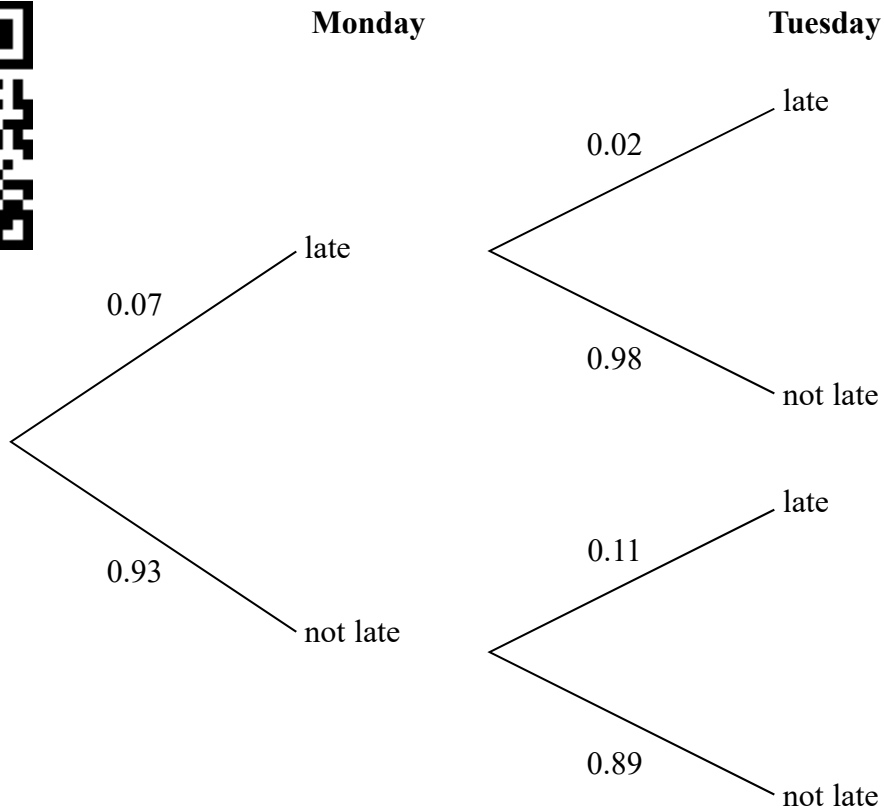 Monday Tuesday
late
0.02
late
0.07
0.98
not late
late
0.11
0.93
not late
0.89
not late